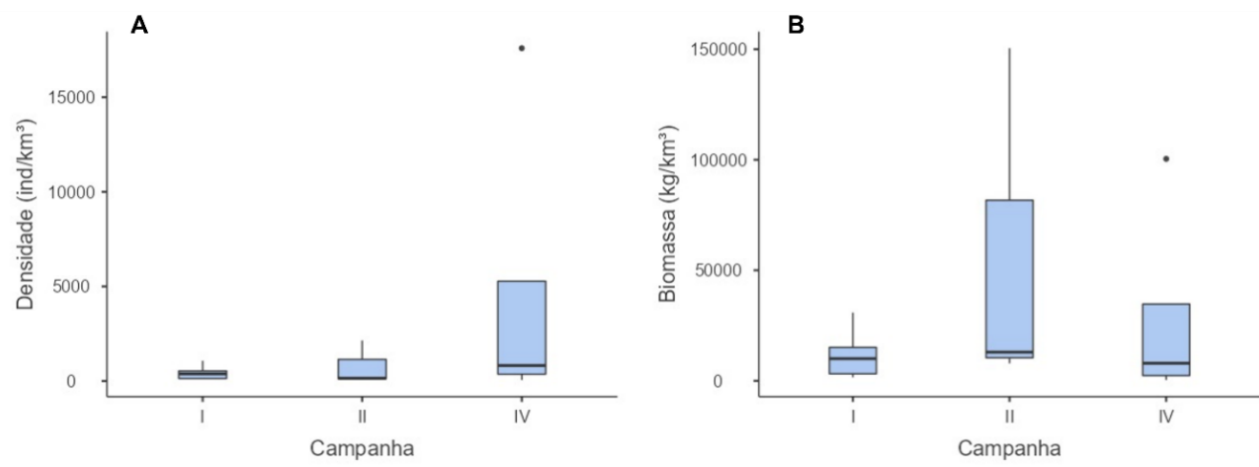 A
Densidade (ind/km³)
15000
10000
5000
0
I
II
IV
Campanha
B
Biomassa (kg/km³)
150000
100000
50000
0
I
II
IV
Campanha